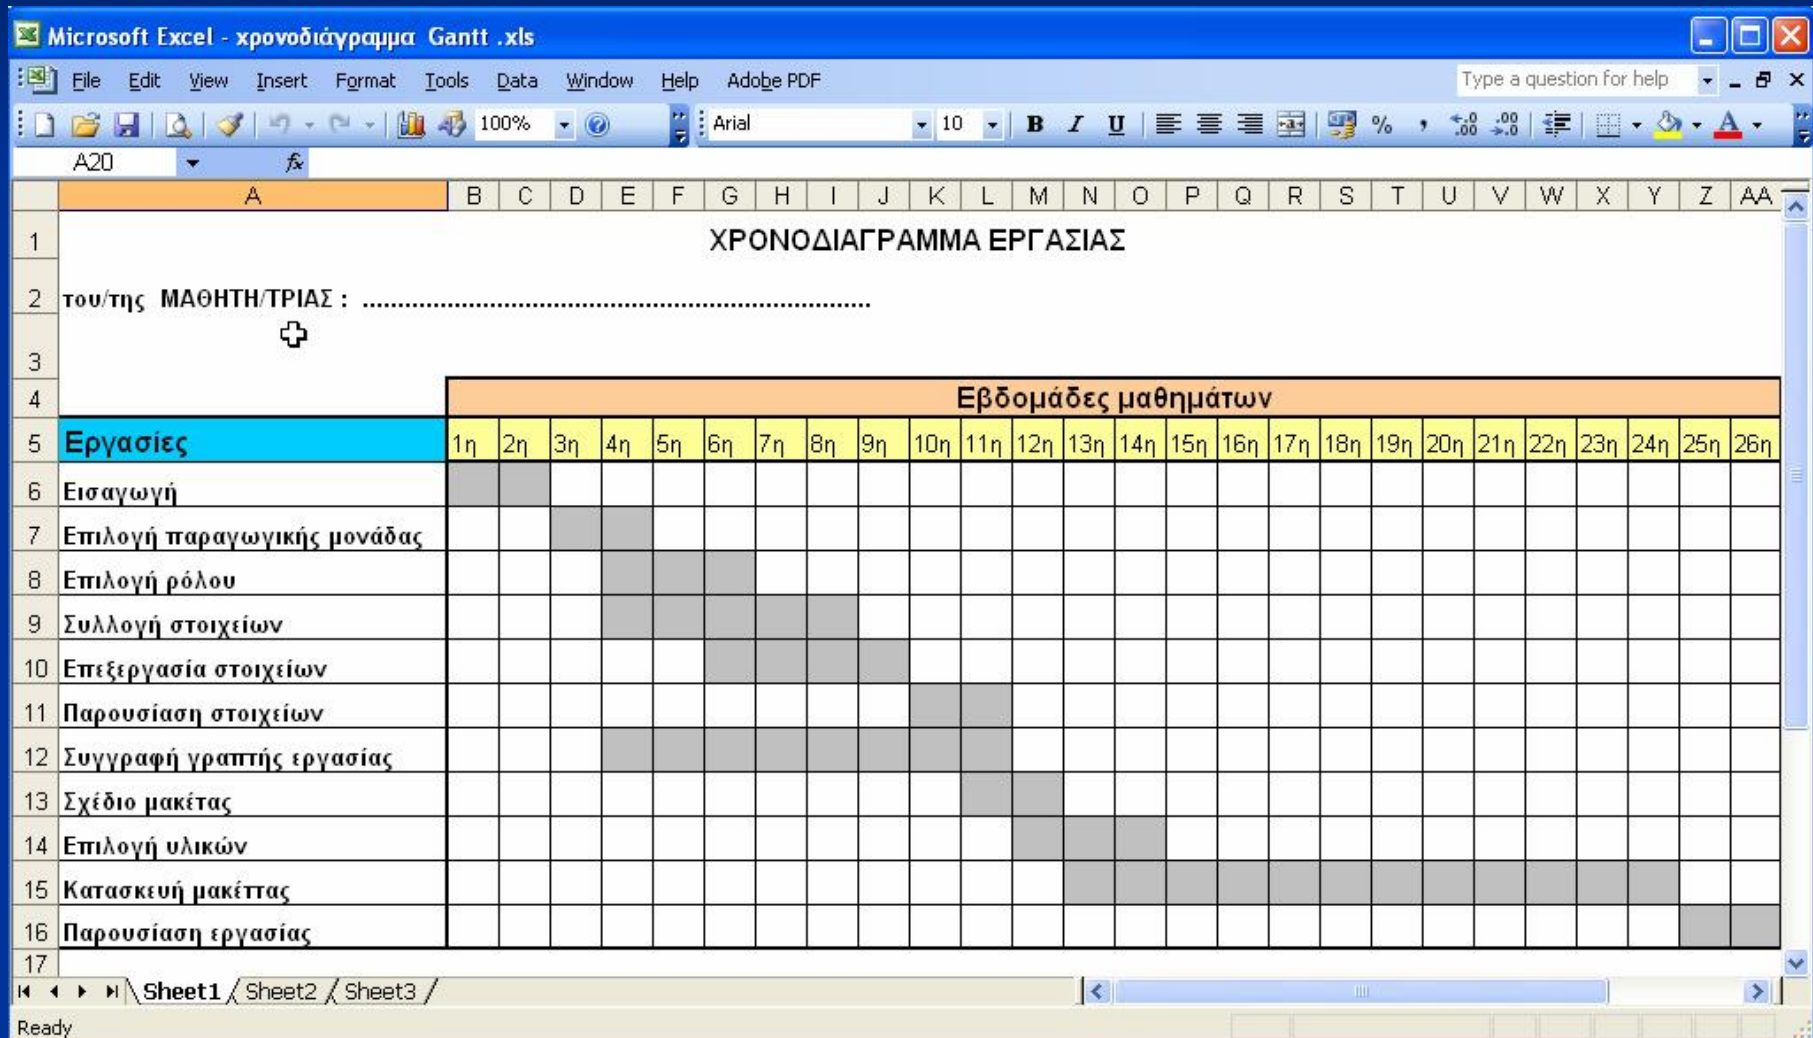 Microsoft Excel - χρονοδιάγραμμα Gantt .xls
File Edit View Insert Format Tools Data Window Help Adobe PDF Type a question for help
100% Arial 10 B I U % , .00 .00 A
A20 fx
A B C D E F G H I J K L M N O P Q R S T U V W X Y Z AA
1 ΧΡΟΝΟΔΙΑΓΡΑΜΜΑ ΕΡΓΑΣΙΑΣ
2 του/της ΜΑΘΗΤΗ/ΤΡΙΑΣ : ........................................................................
3
4 Εβδομάδες μαθημάτων
5 Εργασίες 1η 2η 3η 4η 5η 6η 7η 8η 9η 10η 11η 12η 13η 14η 15η 16η 17η 18η 19η 20η 21η 22η 23η 24η 25η 26η
6 Εισαγωγή
7 Επιλογή παραγωγικής μονάδας
8 Επιλογή ρόλου
9 Συλλογή στοιχείων
10 Επεξεργασία στοιχείων
11 Παρουσίαση στοιχείων
12 Συγγραφή γραπτής εργασίας
13 Σχέδιο μακέτας
14 Επιλογή υλικών
15 Κατασκευή μακέττας
16 Παρουσίαση εργασίας
17
Sheet1 / Sheet2 / Sheet3 /
Ready